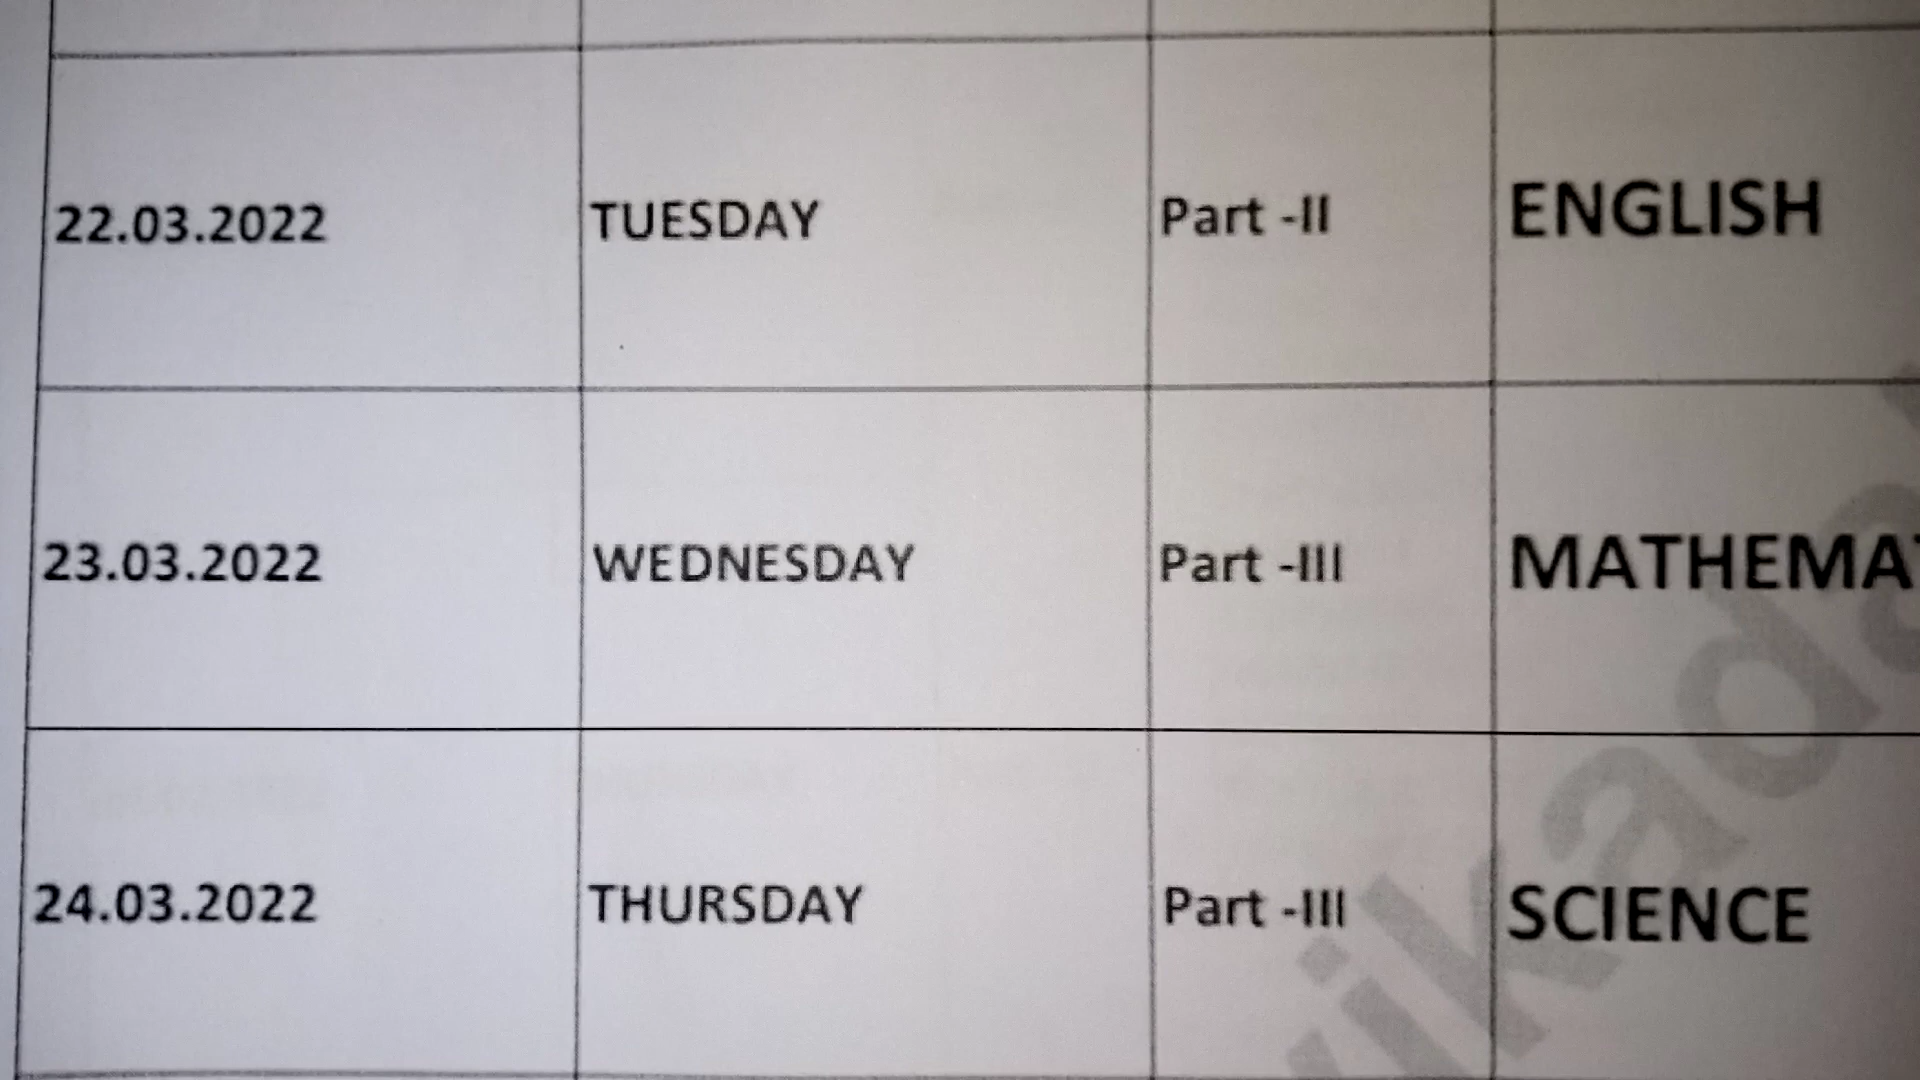 22.03.2022 TUESDAY Part -II ENGLISH
23.03.2022 WEDNESDAY Part -III
24.03.2022 THURSDAY Part -III SCIENCE